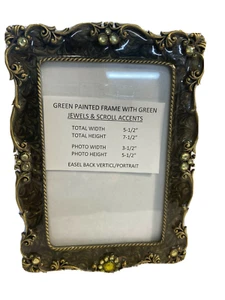 GREEN PAINTED FRAME WITH GREEN
JEWELS & SCROLL ACCENTS
TOTAL WIDTH 5-1/2"
TOTAL HEIGHT 7-1/2"
PHOTO WIDTH 3-1/2"
PHOTO HEIGHT 5-1/2"
EASEL BACK VERTICL/PORTRAIT